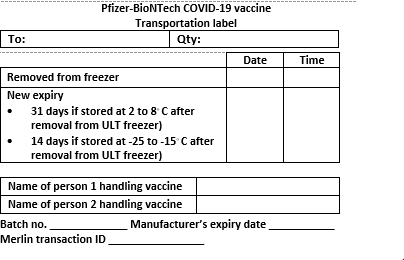 Pfizer-BioNTech COVID-19 vaccine
Transportation label
To: Qty:
Date Time
Removed from freezer
New expiry
• 31 days if stored at 2 to 8°C after
removal from ULT freezer)
• 14 days if stored at -25 to -15°C after
removal from ULT freezer)
Name of person 1 handling vaccine
Name of person 2 handling vaccine
Batch no. _____________ Manufacturer's expiry date ___________
Merlin transaction ID ________________